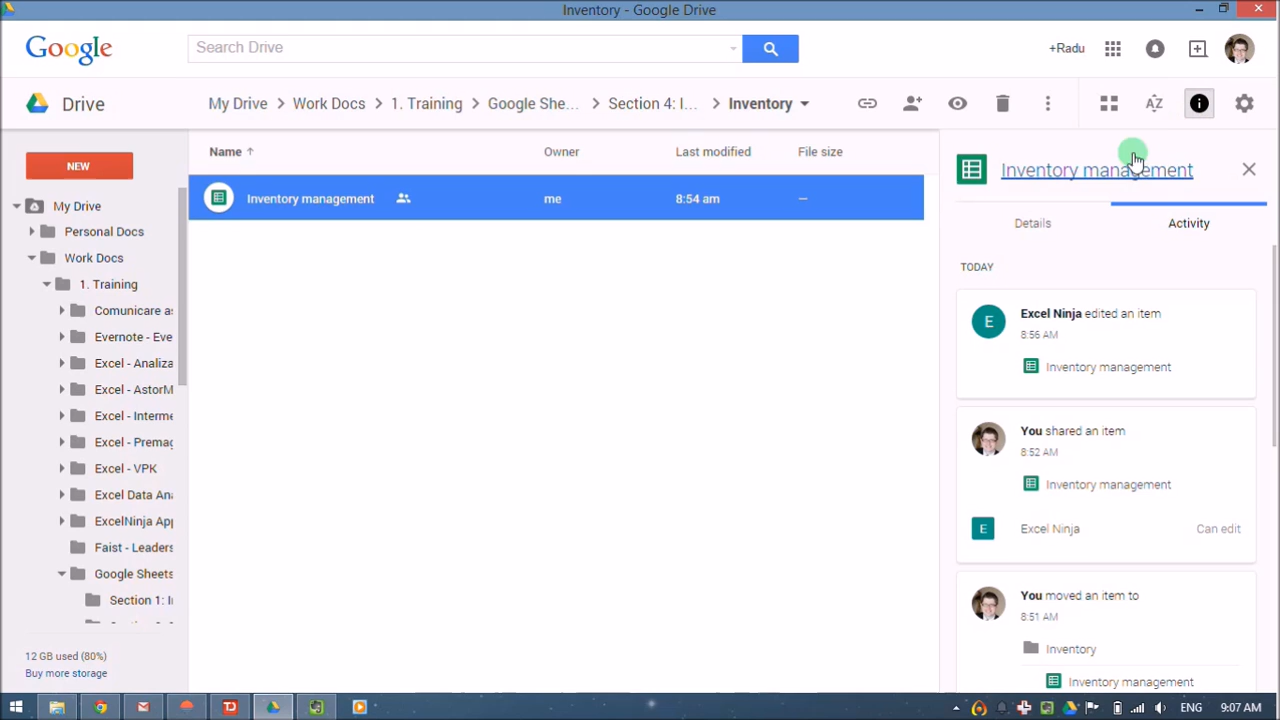 Inventory - Google Drive
Google
Search Drive
+Radu
Drive
My Drive > Work Docs > 1. Training > Google She... > Section 4: I... > Inventory
NEW
My Drive
Personal Docs
Work Docs
1. Training
Comunicare as
Evernote - Eve
Excel - Analiza
Excel - AstorM
Excel - Interme
Excel - Premag
Excel - VPK
Excel Data Ana
ExcelNinja App
Faist - Leaders
Google Sheets
Section 1: I
12 GB used (80%)
Buy more storage
Name Owner Last modified File size
Inventory management me 8:54 am –
Inventory management
Details Activity
TODAY
E Excel Ninja edited an item
8:56 AM
Inventory management
You shared an item
8:52 AM
Inventory management
E Excel Ninja Can edit
You moved an item to
8:51 AM
Inventory
Inventory management
ENG 9:07 AM